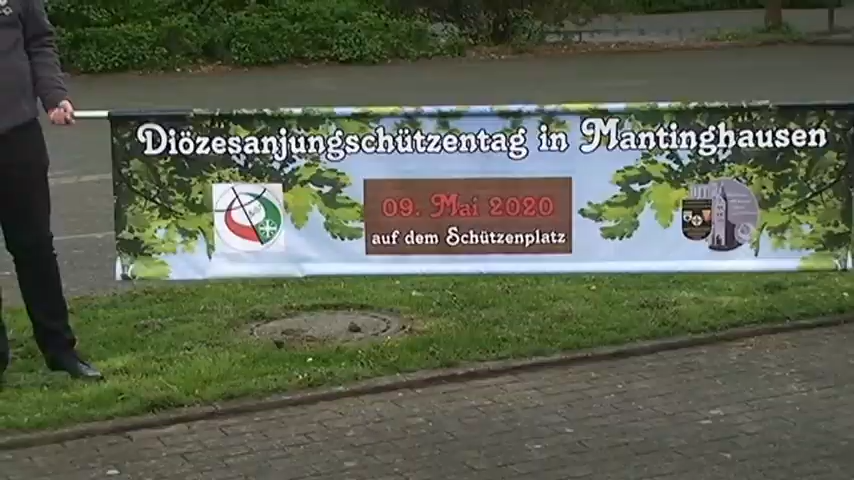 Diözesanjungschützentag in Mantinghausen
09. Mai 2020
auf dem Schützenplatz